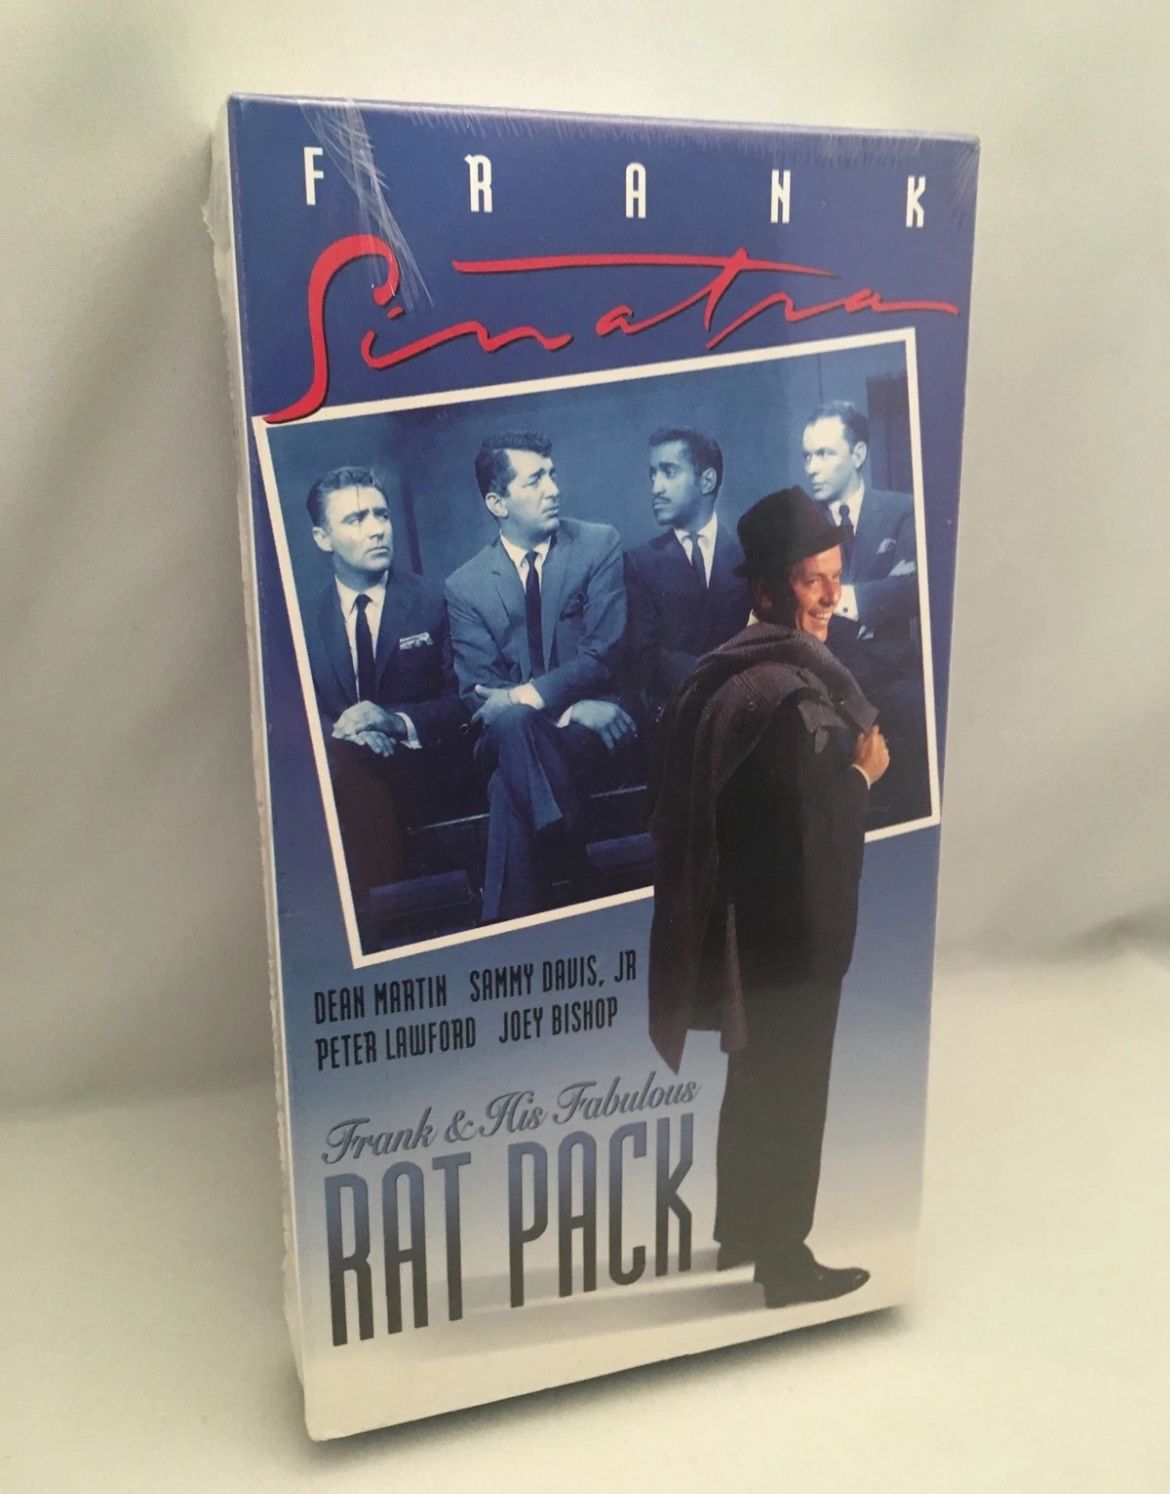 FRANK
Sinatra
DEAN MARTIN SAMMY DAVIS, JR
PETER LAWFORD JOEY BISHOP
Frank & His Fabulous
RAT PACK